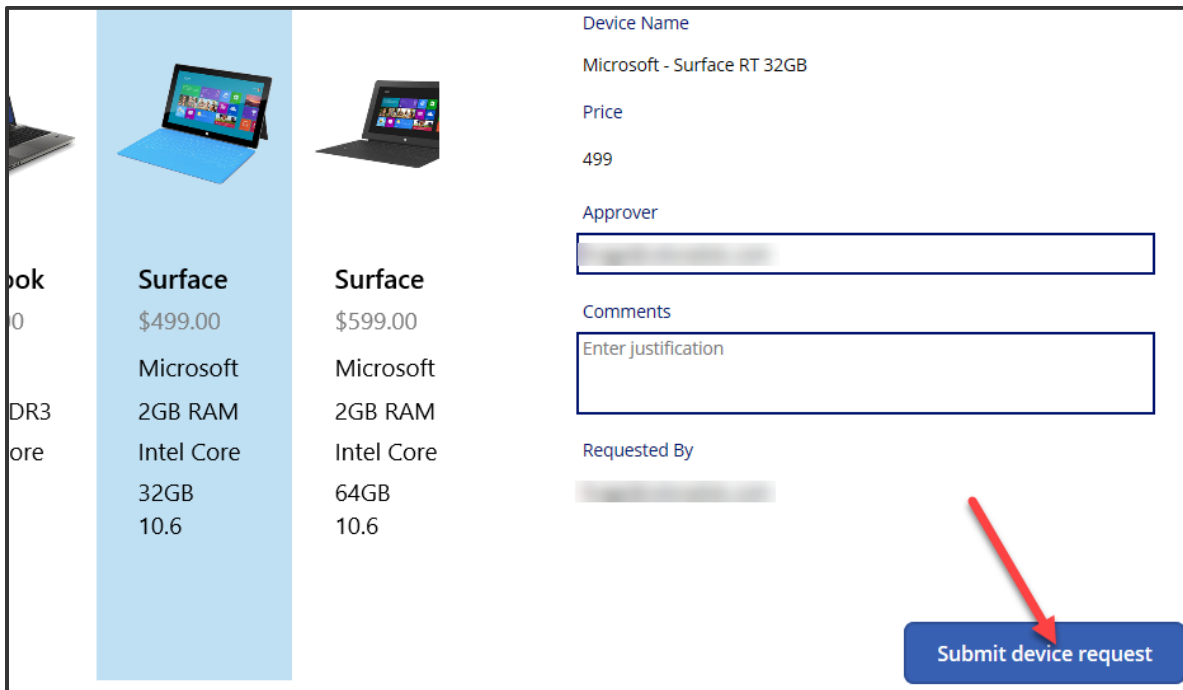 ook
00
DR3
ore
Surface
$499.00
Microsoft
2GB RAM
Intel Core
32GB
10.6
Surface
$599.00
Microsoft
2GB RAM
Intel Core
64GB
10.6
Device Name
Microsoft - Surface RT 32GB
Price
499
Approver
Comments
Enter justification
Requested By
Submit device request